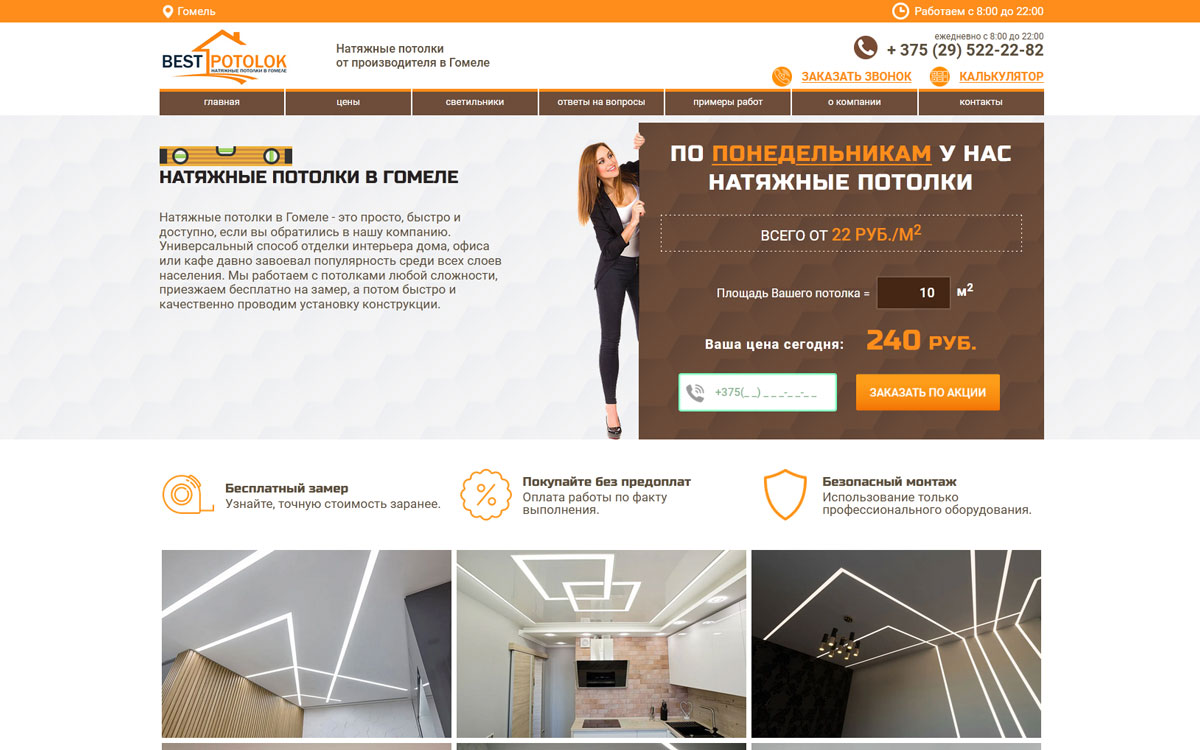 Гомель
Работаем с 8:00 до 22:00
BEST POTOLOK
НАТЯЖНЫЕ ПОТОЛКИ В ГОМЕЛЕ
Натяжные потолки
от производителя в Гомеле
ежедневно с 8:00 до 22:00
+ 375 (29) 522-22-82
ЗАКАЗАТЬ ЗВОНОК
КАЛЬКУЛЯТОР
главная
цены
светильники
ответы на вопросы
примеры работ
о компании
контакты
НАТЯЖНЫЕ ПОТОЛКИ В ГОМЕЛЕ
Натяжные потолки в Гомеле - это просто, быстро и
доступно, если вы обратились в нашу компанию.
Универсальный способ отделки интерьера дома, офиса
или кафе давно завоевал популярность среди всех слоев
населения. Мы работаем с потолками любой сложности,
приезжаем бесплатно на замер, а потом быстро и
качественно проводим установку конструкции.
ПО ПОНЕДЕЛЬНИКАМ У НАС
НАТЯЖНЫЕ ПОТОЛКИ
ВСЕГО ОТ 22 РУБ./М²
Площадь Вашего потолка = 10 м²
Ваша цена сегодня: 240 РУБ.
+375(_ _) _ _ _-_ _-_ _
ЗАКАЗАТЬ ПО АКЦИИ
Бесплатный замер
Узнайте, точную стоимость заранее.
Покупайте без предоплат
Оплата работы по факту
выполнения.
Безопасный монтаж
Использование только
профессионального оборудования.